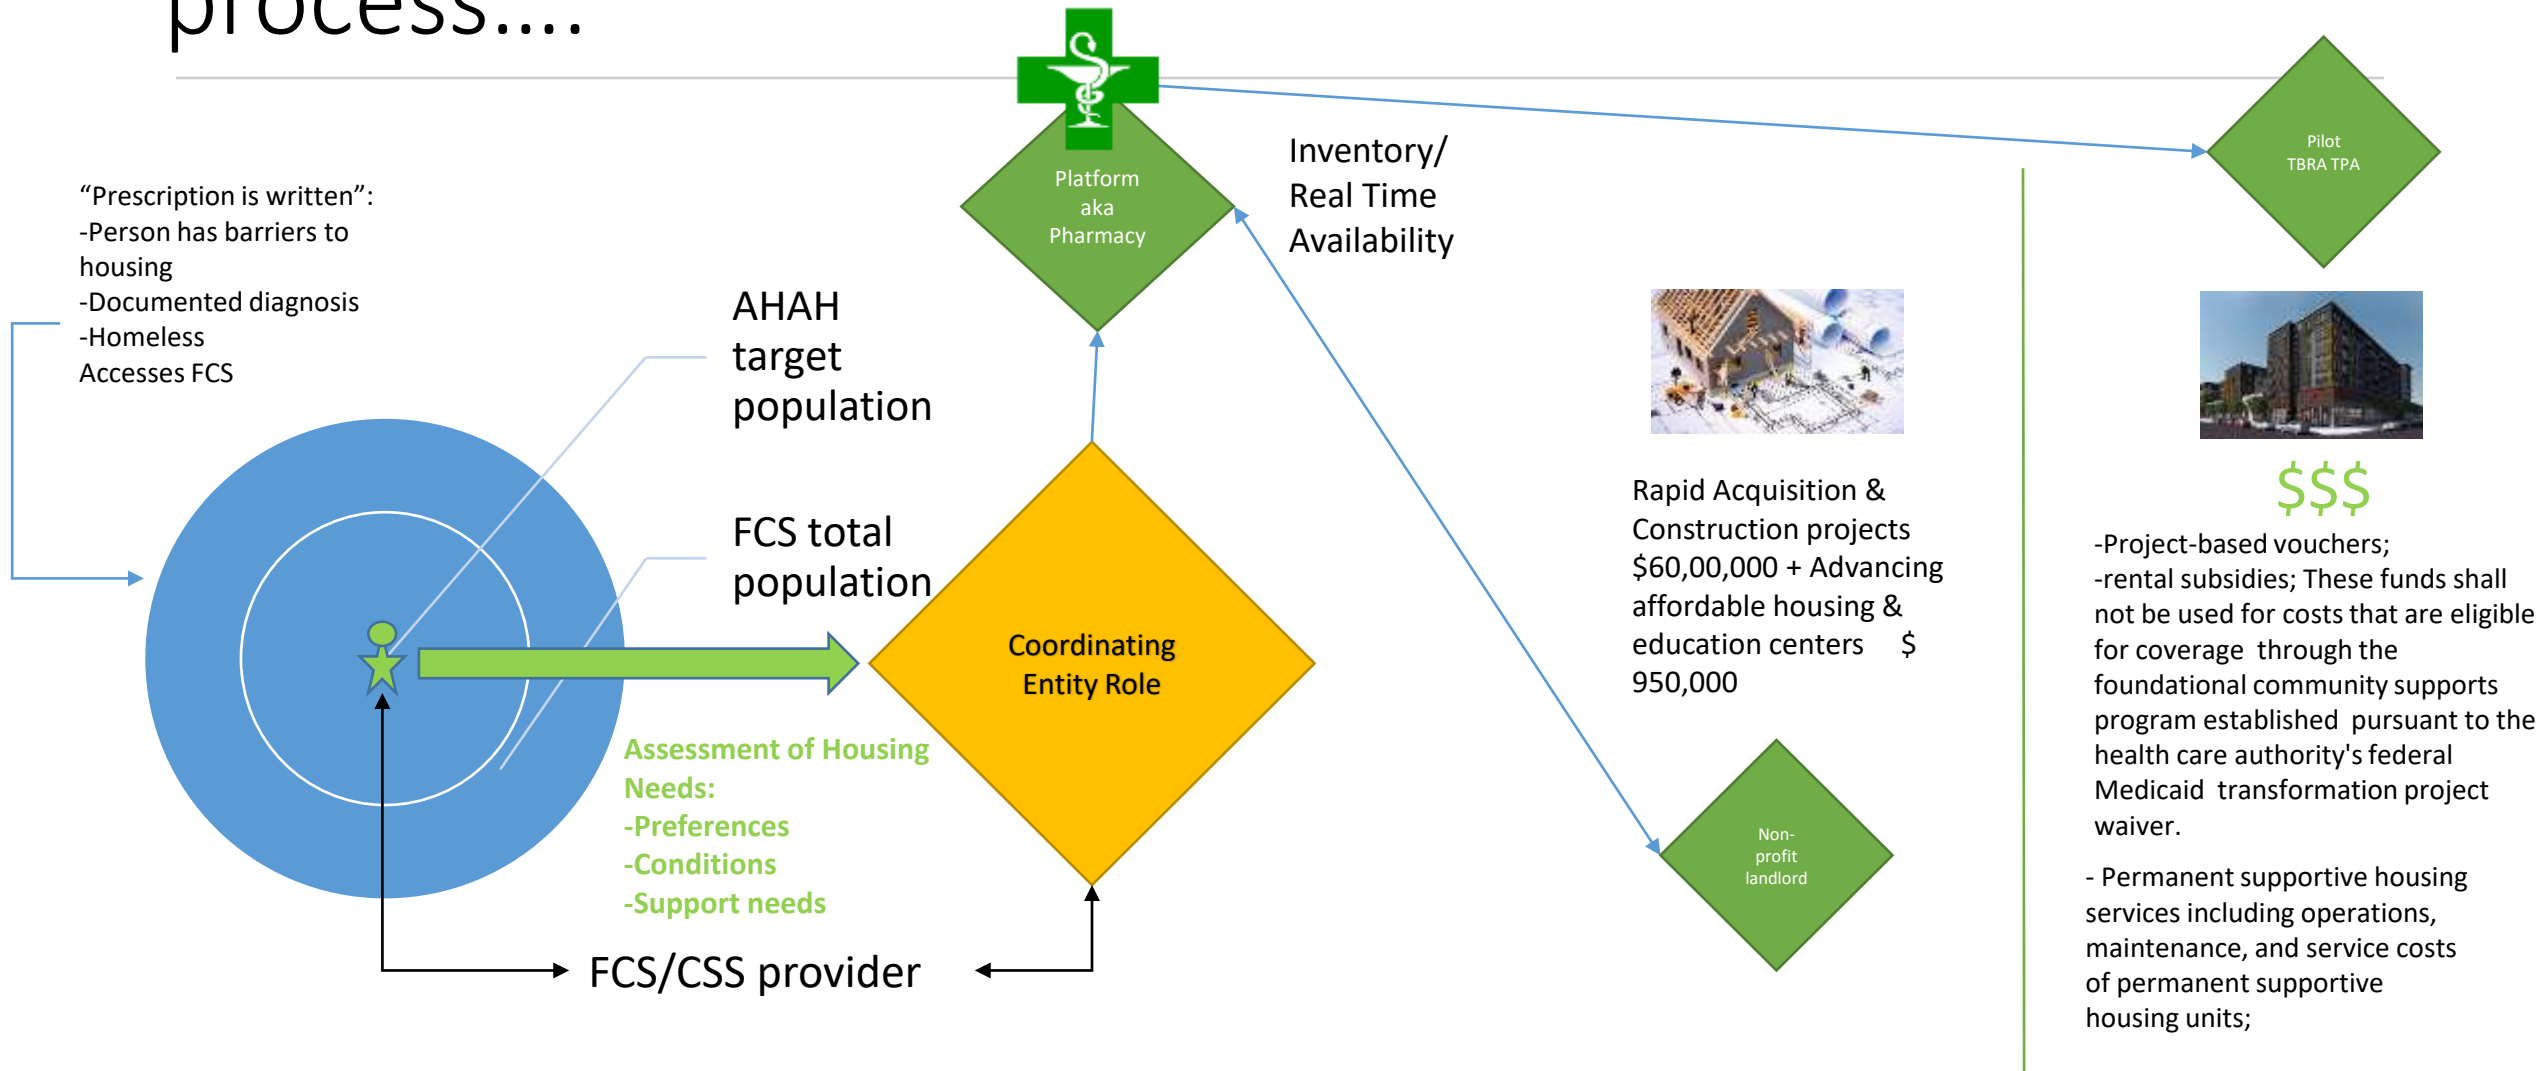 process....
"Prescription is written":
-Person has barriers to
housing
-Documented diagnosis
-Homeless
Accesses FCS
AHAH
target
population
FCS total
population
Assessment of Housing
Needs:
-Preferences
-Conditions
-Support needs
FCS/CSS provider
Coordinating
Entity Role
Platform
aka
Pharmacy
Inventory/
Real Time
Availability
Rapid Acquisition &
Construction projects
$60,00,000 + Advancing
affordable housing &
education centers $
950,000
Non-
profit
landlord
Pilot
TBRA TPA
$$$
-Project-based vouchers;
-rental subsidies; These funds shall
not be used for costs that are eligible
for coverage through the
foundational community supports
program established pursuant to the
health care authority's federal
Medicaid transformation project
waiver.
- Permanent supportive housing
services including operations,
maintenance, and service costs
of permanent supportive
housing units;